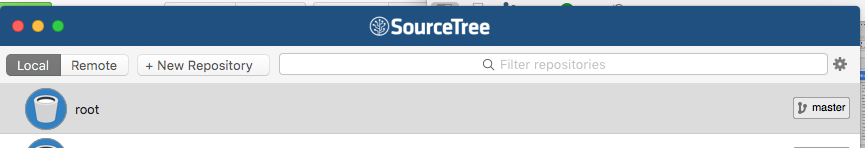 SourceTree
Local Remote + New Repository Filter repositories
root master